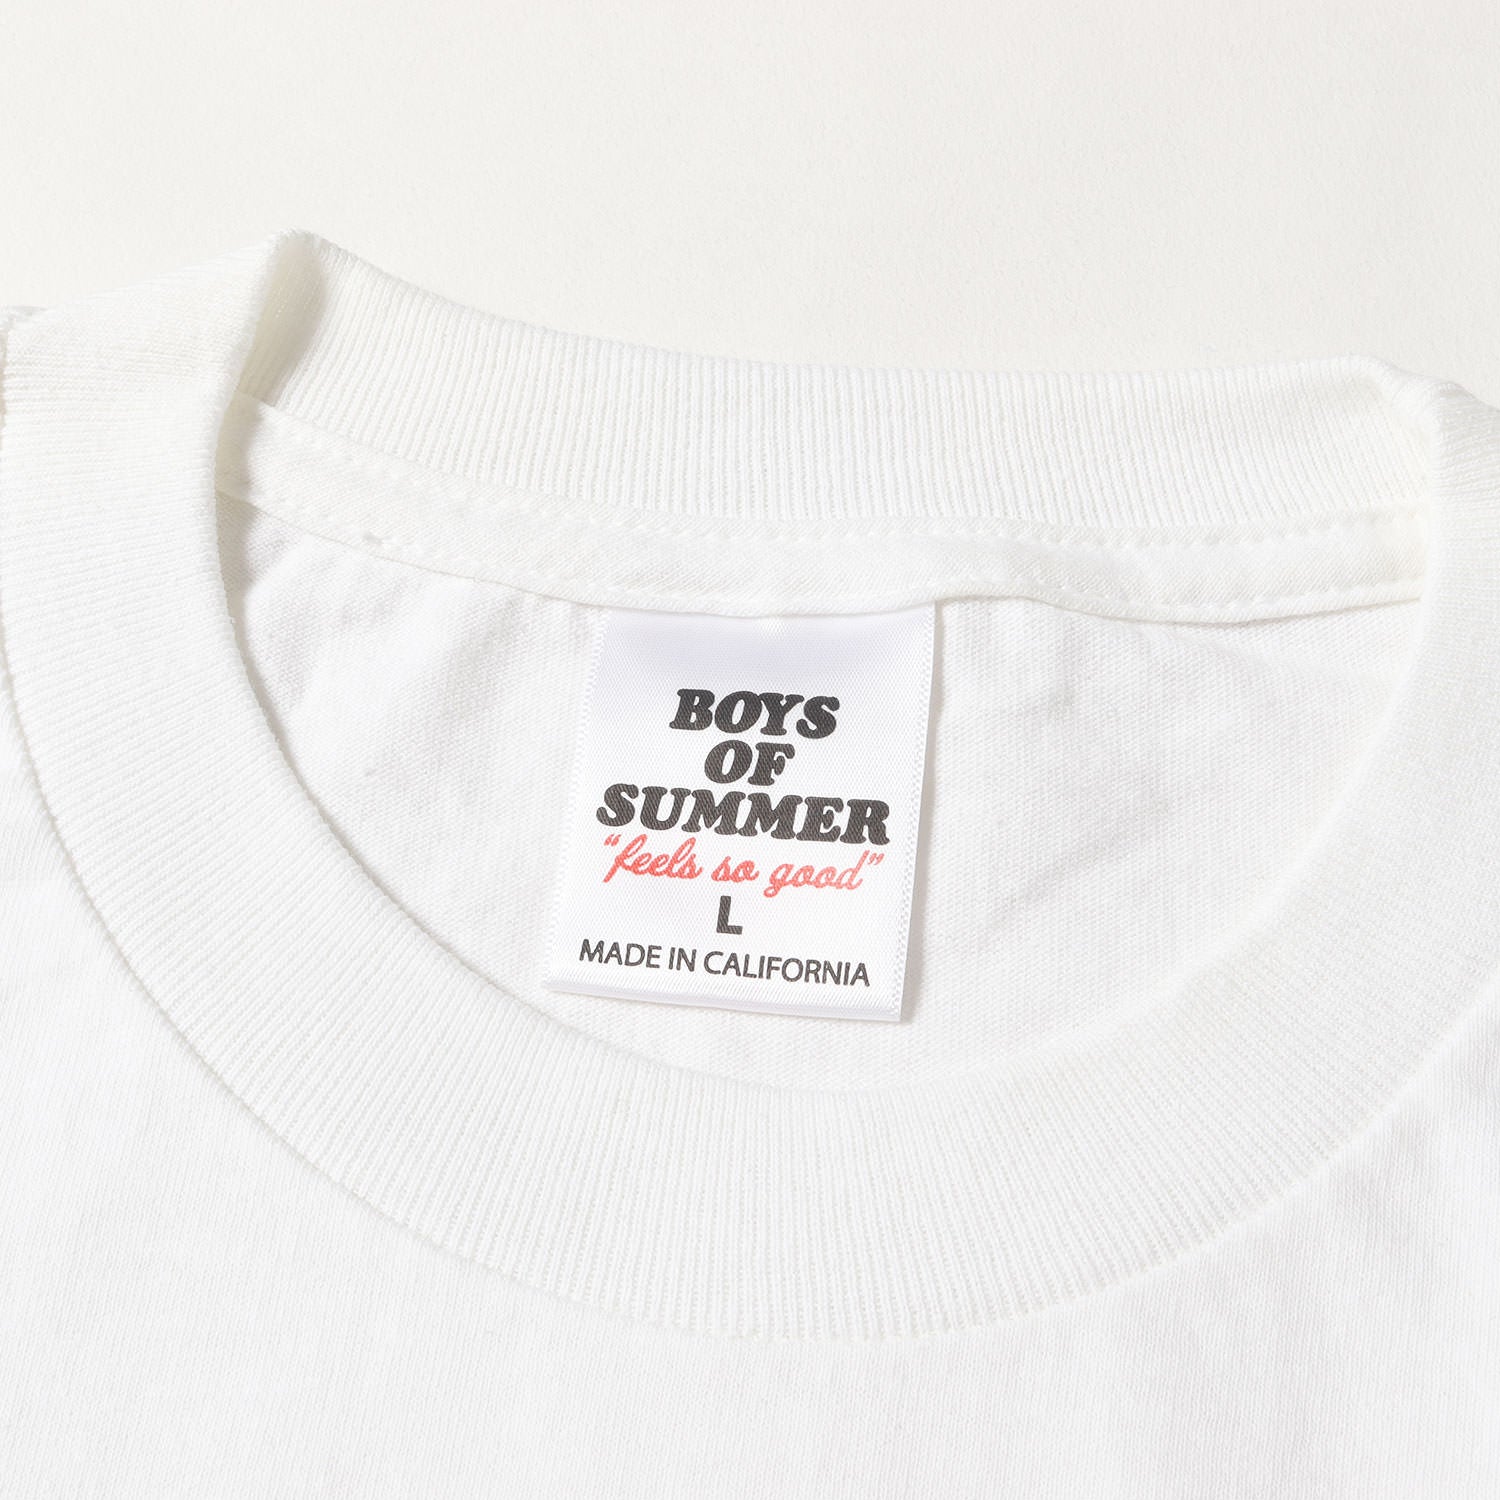 BOYS
OF
SUMMER
“feels so good”
L
MADE IN CALIFORNIA